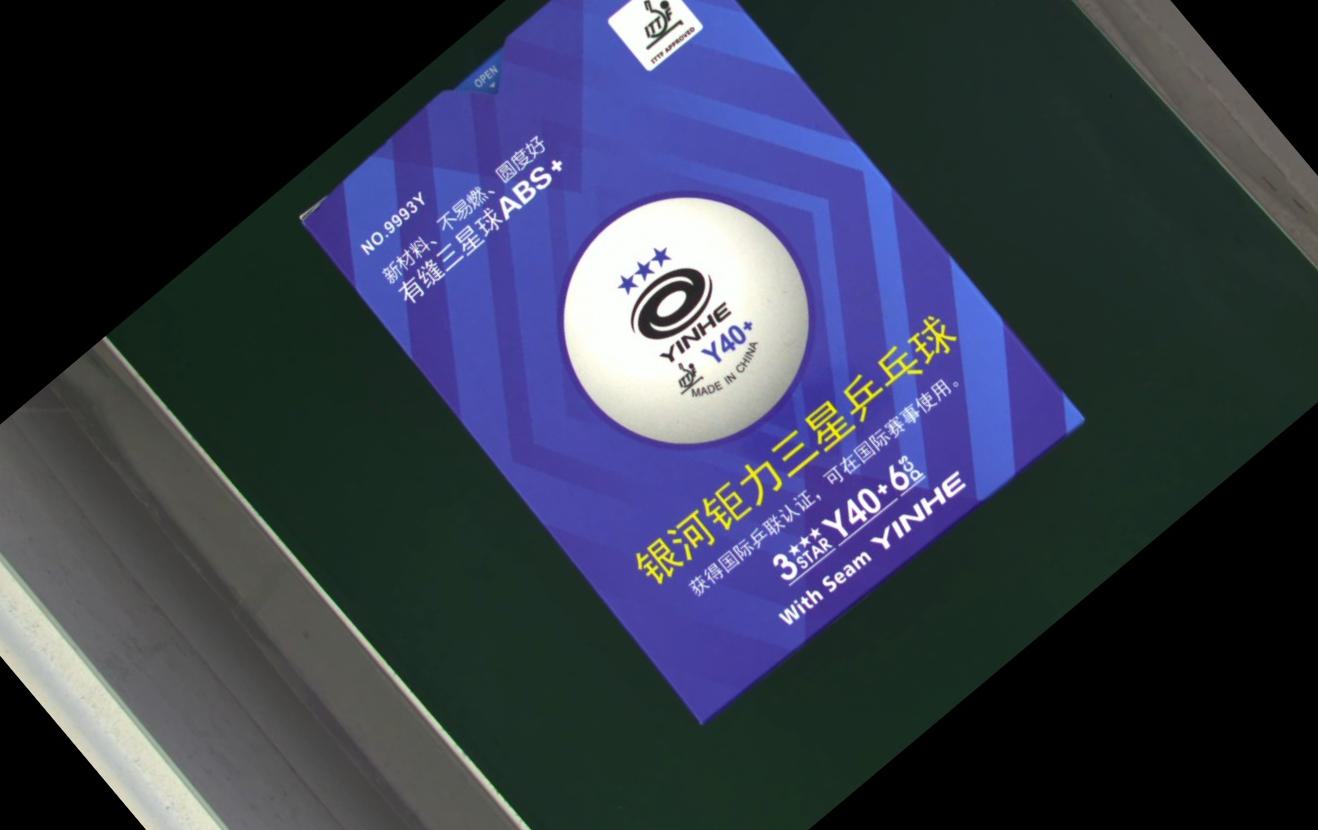 ITTF APPROVED
OPEN
NO.9993Y
新材料、不易燃、圆度好
有缝三星球ABS+
★★★
YINHE
Y40+
ITTF
MADE IN CHINA
银河钜力三星乒乓球
获得国际乒联认证，可在国际赛事使用。
3★★★STAR Y40+ 6PCS
With Seam YINHE